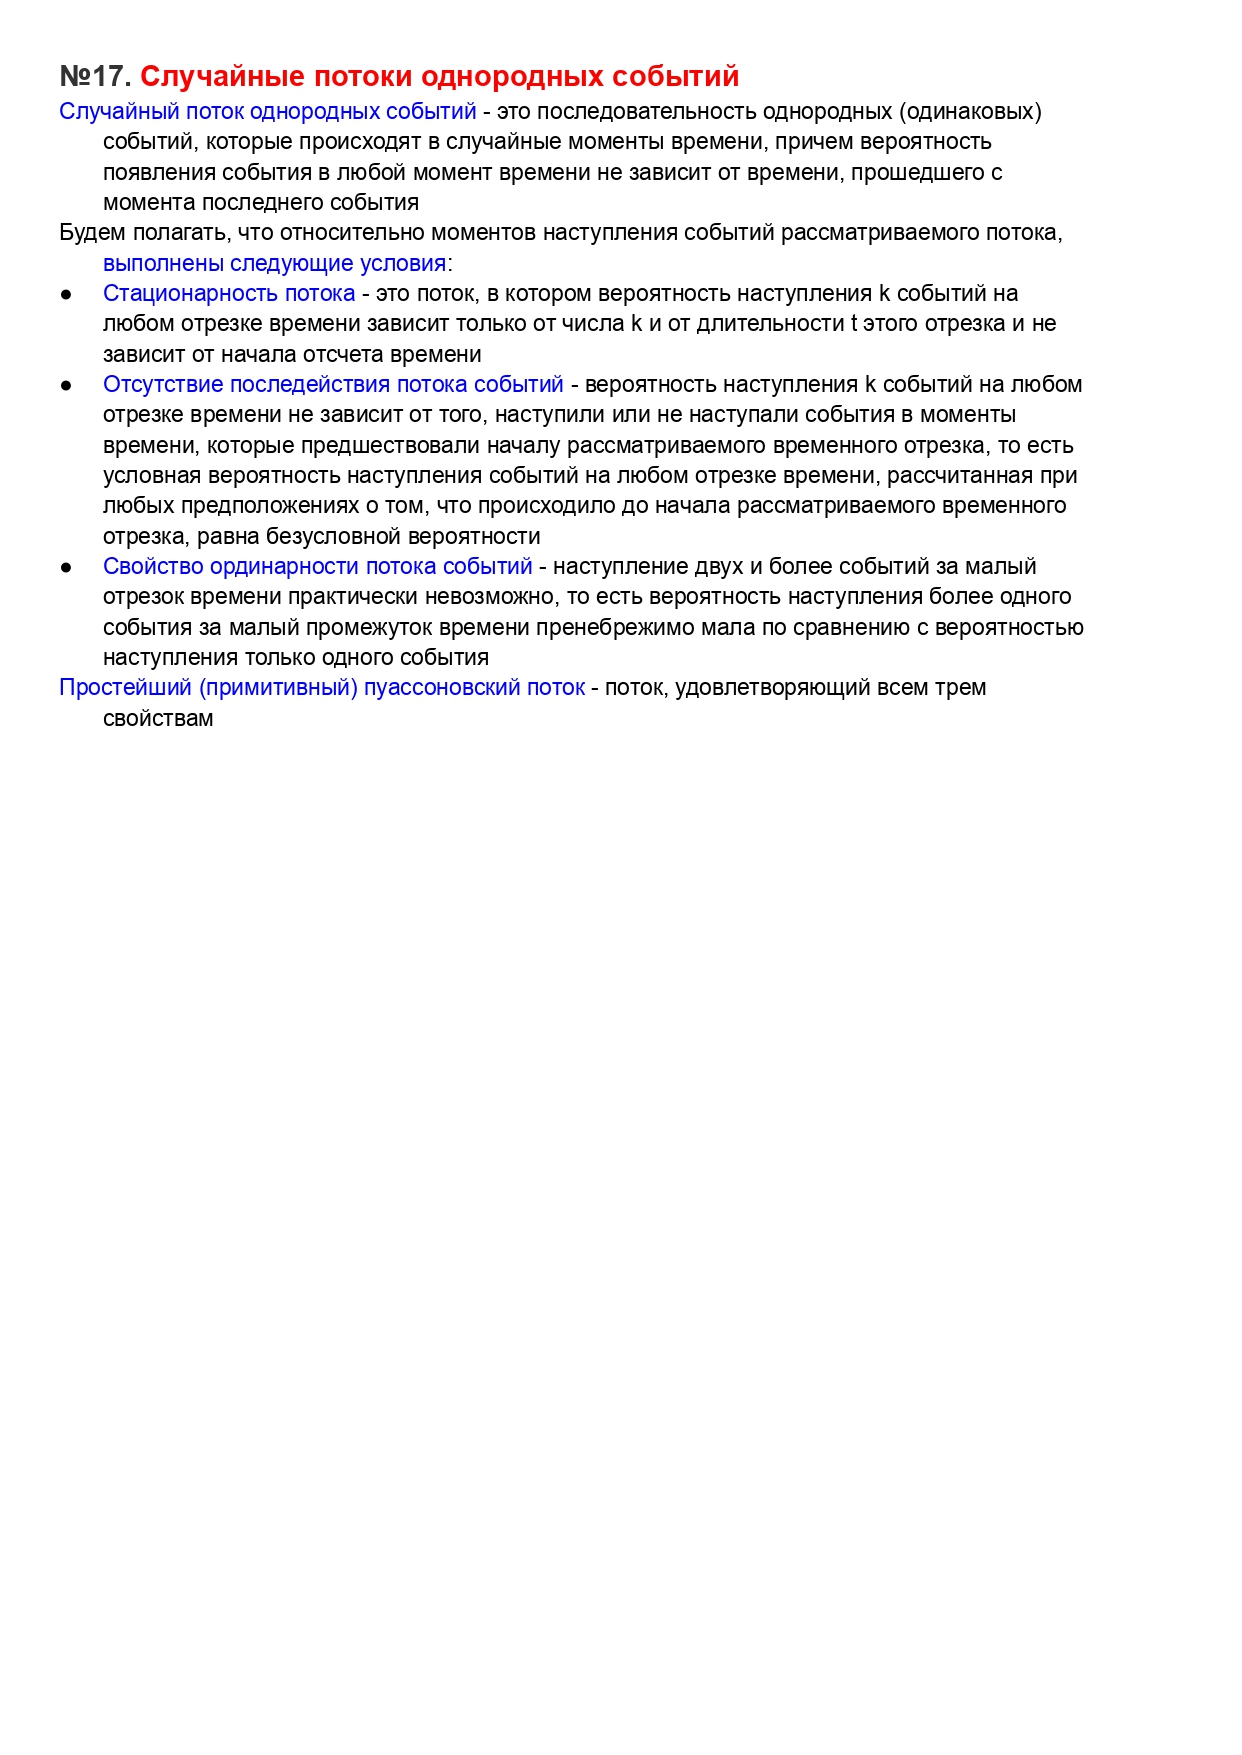 №17. Случайные потоки однородных событий
Случайный поток однородных событий - это последовательность однородных (одинаковых)
событий, которые происходят в случайные моменты времени, причем вероятность
появления события в любой момент времени не зависит от времени, прошедшего с
момента последнего события
Будем полагать, что относительно моментов наступления событий рассматриваемого потока,
выполнены следующие условия:
● Стационарность потока - это поток, в котором вероятность наступления k событий на
любом отрезке времени зависит только от числа k и от длительности t этого отрезка и не
зависит от начала отсчета времени
● Отсутствие последействия потока событий - вероятность наступления k событий на любом
отрезке времени не зависит от того, наступили или не наступали события в моменты
времени, которые предшествовали началу рассматриваемого временного отрезка, то есть
условная вероятность наступления событий на любом отрезке времени, рассчитанная при
любых предположениях о том, что происходило до начала рассматриваемого временного
отрезка, равна безусловной вероятности
● Свойство ординарности потока событий - наступление двух и более событий за малый
отрезок времени практически невозможно, то есть вероятность наступления более одного
события за малый промежуток времени пренебрежимо мала по сравнению с вероятностью
наступления только одного события
Простейший (примитивный) пуассоновский поток - поток, удовлетворяющий всем трем
свойствам